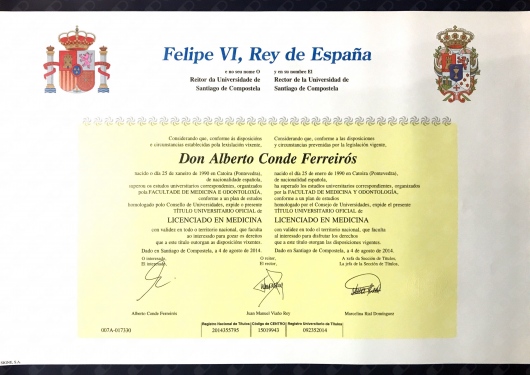 Felipe VI, Rey de España
e no seu nome O
Reitor da Universidade de
Santiago de Compostela
y en su nombre El
Rector de la Universidad de
Santiago de Compostela
Considerando que, conforme ás disposicións
e circunstancias establecidas pola lexislación vixente,
Considerando que, conforme a las disposiciones
y circunstancias prevenidas por la legislación vigente,
Don Alberto Conde Ferreirós
nacido o día 25 de xaneiro de 1990 en Catoira (Pontevedra),
de nacionalidade española,
superou os estudos universitarios correspondentes, organizados
pola FACULTADE DE MEDICINA E ODONTOLOXÍA,
conforme a un plan de estudos
homologado polo Consello de Universidades, expide o presente
TÍTULO UNIVERSITARIO OFICIAL de
LICENCIADO EN MEDICINA
con validez en todo o territorio nacional, que faculta
ao interesado para gozar os dereitos
que a este título outorgan as disposicións vixentes.
Dado en Santiago de Compostela, a 4 de agosto de 2014.
nacido el día 25 de enero de 1990 en Catoira (Pontevedra),
de nacionalidad española,
ha superado los estudios universitarios correspondientes, organizados
por la FACULTAD DE MEDICINA Y ODONTOLOGÍA,
conforme a un plan de estudios
homologado por el Consejo de Universidades, expide el presente
TÍTULO UNIVERSITARIO OFICIAL de
LICENCIADO EN MEDICINA
con validez en todo el territorio nacional, que faculta
al interesado para disfrutar los derechos
que a este título otorgan las disposiciones vigentes.
Dado en Santiago de Compostela, a 4 de agosto de 2014.
O interesado,
El interesado,
O reitor,
El rector,
A xefa da Sección de Títulos,
La jefa de la Sección de Títulos,
Alberto Conde Ferreirós
Juan Manuel Viaño Rey
Marcelina Bad Domínguez
007A-017330
Registro Nacional de Títulos
2014355795
Código de CENTRO
15019943
Registro Universitario de Títulos
092352014